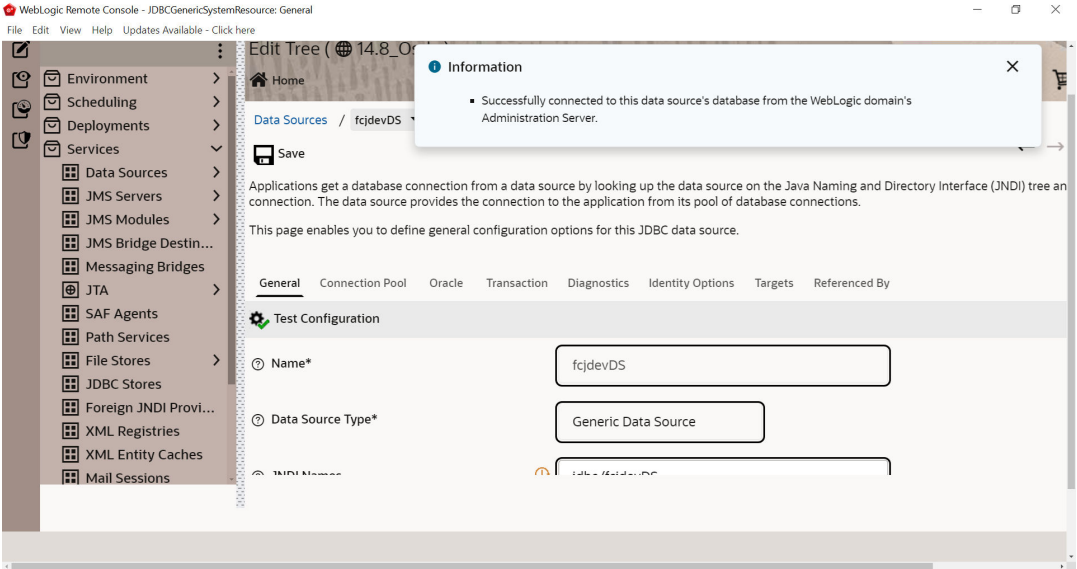 WebLogic Remote Console - JDBCGenericSystemResource: General
File Edit View Help Updates Available - Click here
Edit Tree ( 14.8_O
Home
Information
Successfully connected to this data source's database from the WebLogic domain's
Administration Server.
Environment
Scheduling
Deployments
Services
Data Sources
JMS Servers
JMS Modules
JMS Bridge Destin...
Messaging Bridges
JTA
SAF Agents
Path Services
File Stores
JDBC Stores
Foreign JNDI Provi...
XML Registries
XML Entity Caches
Mail Sessions
Data Sources / fcjdevDS
Save
Applications get a database connection from a data source by looking up the data source on the Java Naming and Directory Interface (JNDI) tree an
connection. The data source provides the connection to the application from its pool of database connections.
This page enables you to define general configuration options for this JDBC data source.
General Connection Pool Oracle Transaction Diagnostics Identity Options Targets Referenced By
Test Configuration
Name* fcjdevDS
Data Source Type* Generic Data Source
JNDI Names jdbc/fcjdevDS